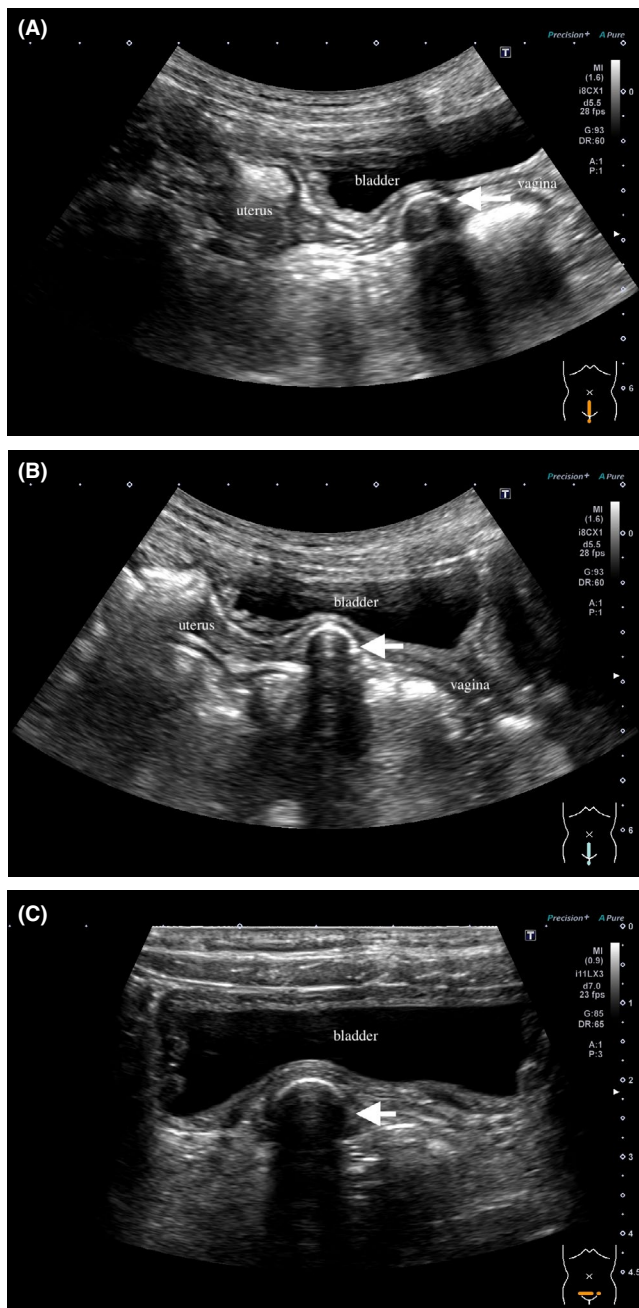 (A)
Precision+ A Pure
T
MI
(1.6)
i8CX1
d5.5
28 fps
G:93
DR:60
A:1
P:1
0
6
bladder
uterus
vagina
(B)
Precision+ A Pure
T
MI
(1.6)
i8CX1
d5.5
28 fps
G:93
DR:60
A:1
P:1
0
6
bladder
uterus
vagina
(C)
Precision+ A Pure
T
MI
(0.9)
i11LX3
d7.0
23 fps
G:85
DR:65
A:1
P:3
0
1
2
3
4
4.5
bladder